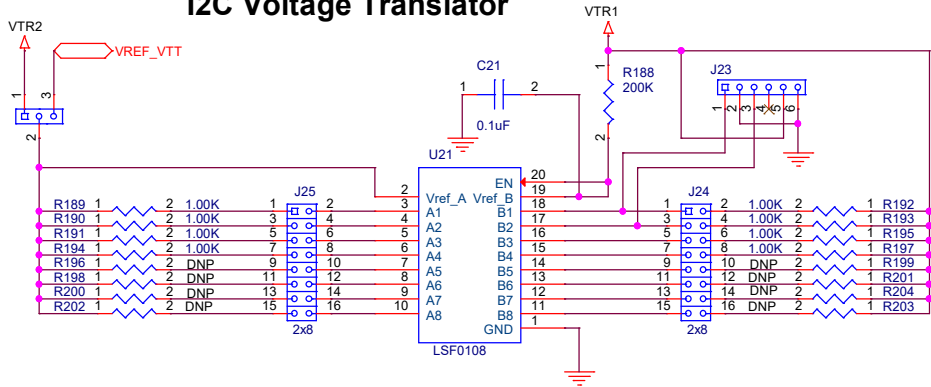 I2C Voltage Translator
VTR2
VTR1
VREF_VTT
1
3
2
C21
1
2
0.1uF
1
R188
200K
2
J23
1
2
3
4
5
6
U21
EN
20
2
Vref_A
Vref_B
19
J25
J24
R189 1 2 1.00K 1 2 3 A1 B1 18 1 2 1.00K 2 1 R192
R190 1 2 1.00K 3 4 4 A2 B2 17 3 4 1.00K 2 1 R193
R191 1 2 1.00K 5 6 5 A3 B3 16 5 6 1.00K 2 1 R195
R194 1 2 1.00K 7 8 6 A4 B4 15 7 8 1.00K 2 1 R197
R196 1 2 DNP 9 10 7 A5 B5 14 9 10 DNP 2 1 R199
R198 1 2 DNP 11 12 8 A6 B6 13 11 12 DNP 2 1 R201
R200 1 2 DNP 13 14 9 A7 B7 12 13 14 DNP 2 1 R204
R202 1 2 DNP 15 16 10 A8 B8 11 15 16 DNP 2 1 R203
GND 1
2x8
2x8
LSF0108